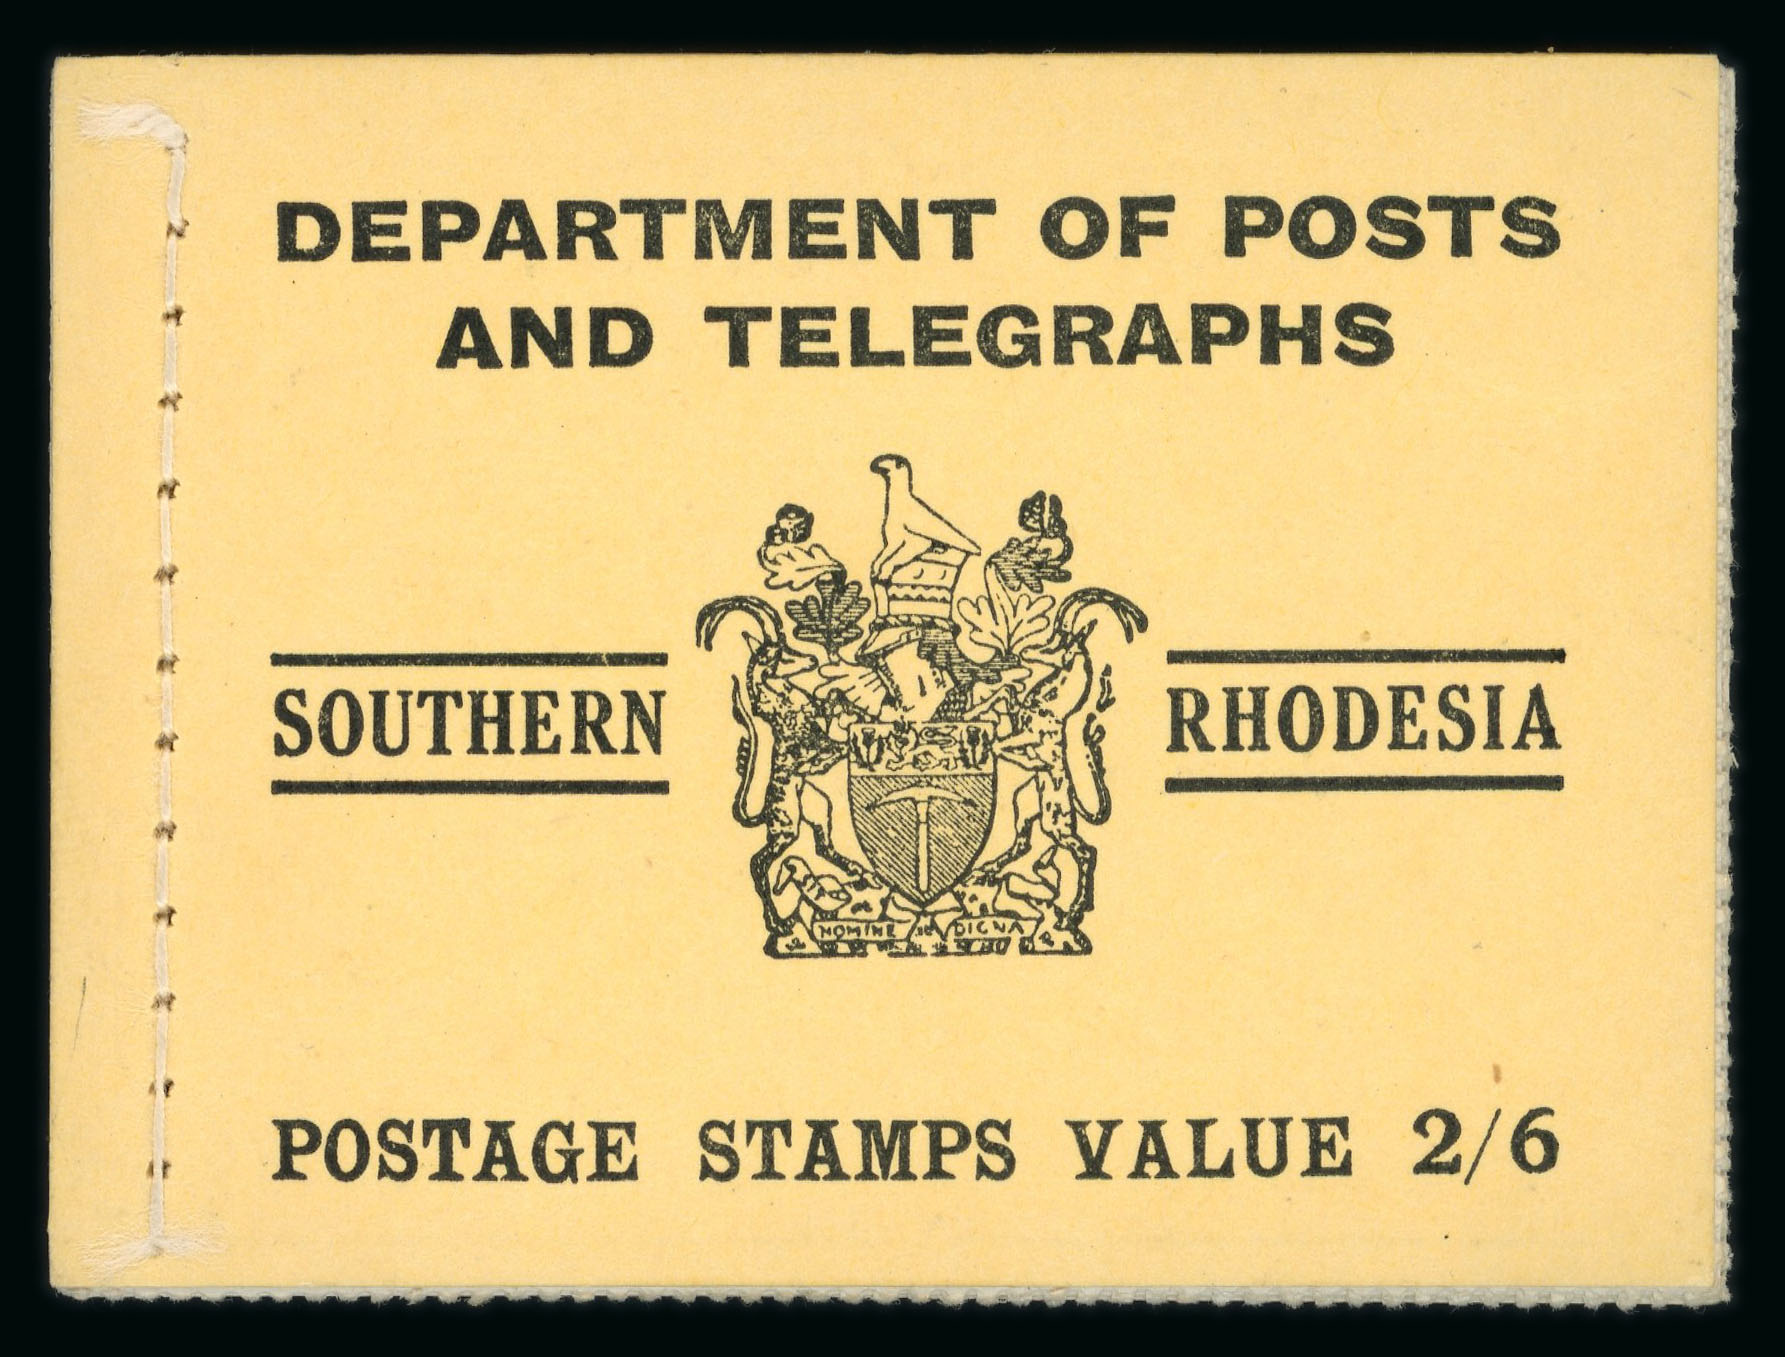 DEPARTMENT OF POSTS
AND TELEGRAPHS
SOUTHERN RHODESIA
NOMINE DIGNA
POSTAGE STAMPS VALUE 2/6